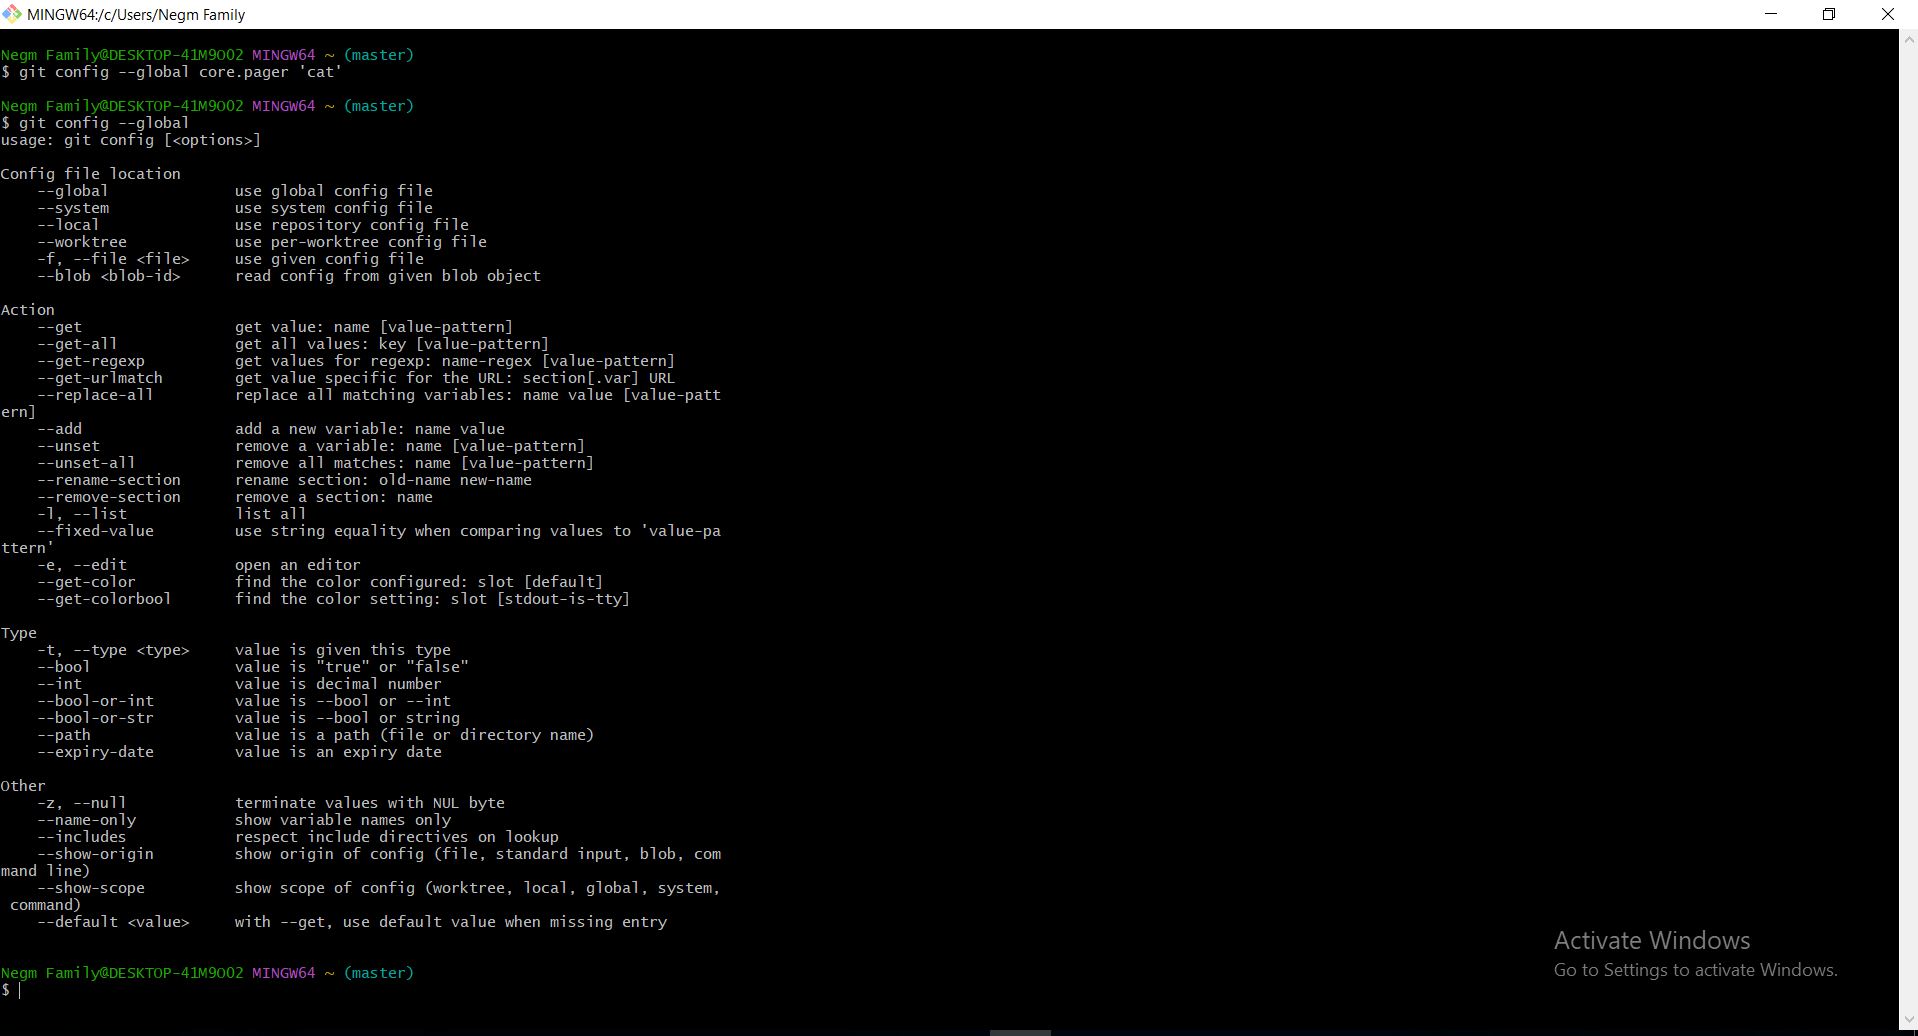 MINGW64:/c/Users/Negm Family
Negm Family@DESKTOP-41M9OO2 MINGW64 ~ (master)
$ git config --global core.pager 'cat'
Negm Family@DESKTOP-41M9OO2 MINGW64 ~ (master)
$ git config --global
usage: git config [<options>]
Config file location
    --global              use global config file
    --system              use system config file
    --local               use repository config file
    --worktree            use per-worktree config file
    -f, --file <file>     use given config file
    --blob <blob-id>      read config from given blob object
Action
    --get                 get value: name [value-pattern]
    --get-all             get all values: key [value-pattern]
    --get-regexp          get values for regexp: name-regex [value-pattern]
    --get-urlmatch        get value specific for the URL: section[.var] URL
    --replace-all         replace all matching variables: name value [value-patt
ern]
    --add                 add a new variable: name value
    --unset               remove a variable: name [value-pattern]
    --unset-all           remove all matches: name [value-pattern]
    --rename-section      rename section: old-name new-name
    --remove-section      remove a section: name
    -l, --list            list all
    --fixed-value         use string equality when comparing values to 'value-pa
ttern'
    -e, --edit            open an editor
    --get-color           find the color configured: slot [default]
    --get-colorbool       find the color setting: slot [stdout-is-tty]
Type
    -t, --type <type>     value is given this type
    --bool                value is "true" or "false"
    --int                 value is decimal number
    --bool-or-int         value is --bool or --int
    --bool-or-str         value is --bool or string
    --path                value is a path (file or directory name)
    --expiry-date         value is an expiry date
Other
    -z, --null            terminate values with NUL byte
    --name-only           show variable names only
    --includes            respect include directives on lookup
    --show-origin         show origin of config (file, standard input, blob, com
mand line)
    --show-scope          show scope of config (worktree, local, global, system,
 command)
    --default <value>     with --get, use default value when missing entry
Negm Family@DESKTOP-41M9OO2 MINGW64 ~ (master)
$
Activate Windows
Go to Settings to activate Windows.